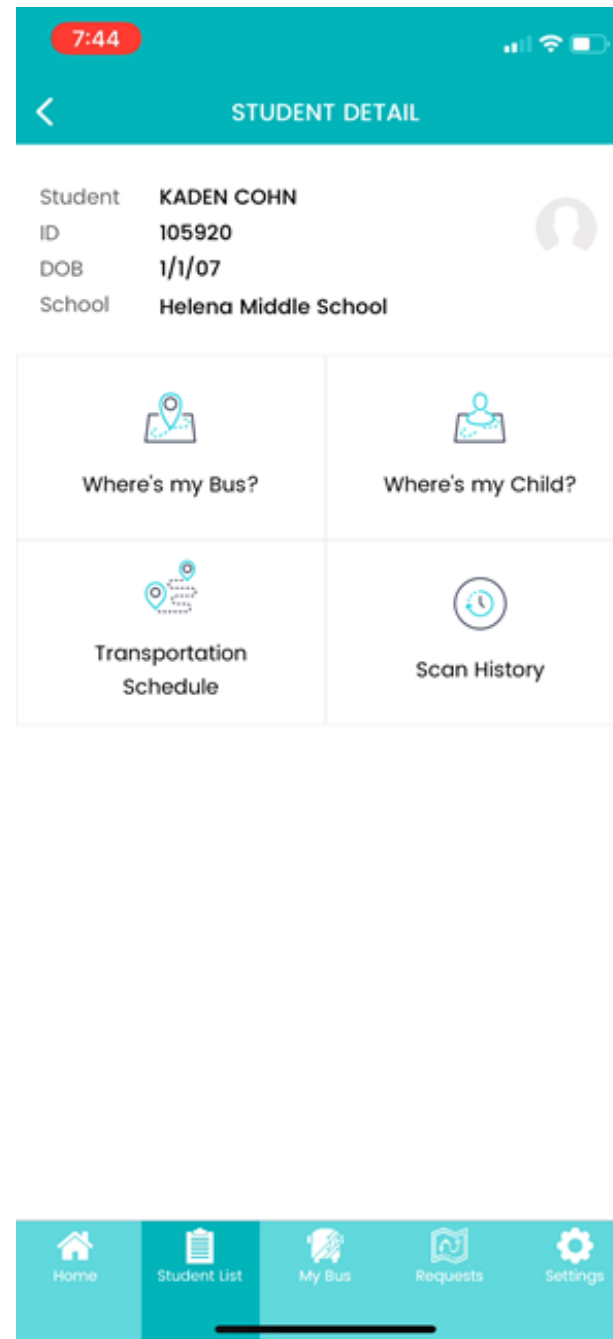 7:44
STUDENT DETAIL
Student KADEN COHN
ID 105920
DOB 1/1/07
School Helena Middle School
Where's my Bus? Where's my Child?
Transportation
Schedule
Scan History
Home Student List My Bus Requests Settings